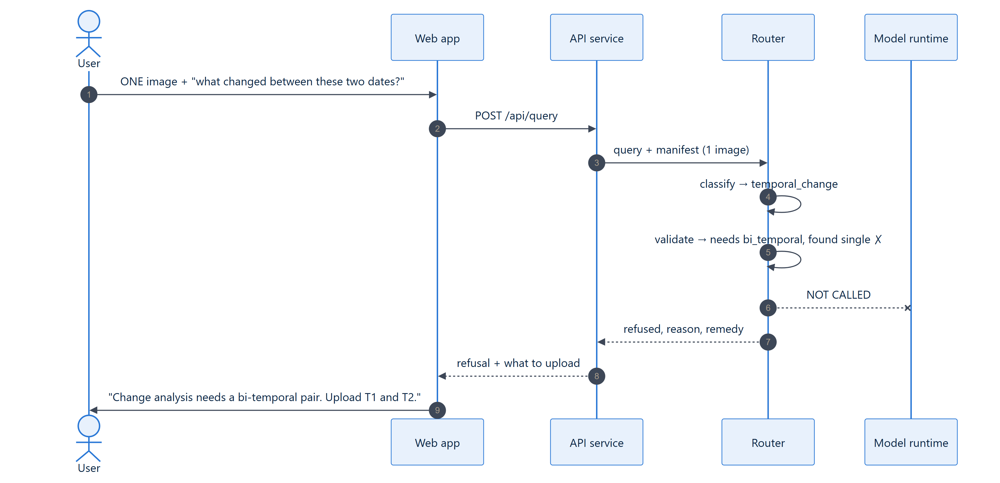 User
Web app
API service
Router
Model runtime
ONE image + "what changed between these two dates?"
1
POST /api/query
2
query + manifest (1 image)
3
classify → temporal_change
4
validate → needs bi_temporal, found single ✗
5
NOT CALLED
6
refused, reason, remedy
7
refusal + what to upload
8
"Change analysis needs a bi-temporal pair. Upload T1 and T2."
9
User
Web app
API service
Router
Model runtime